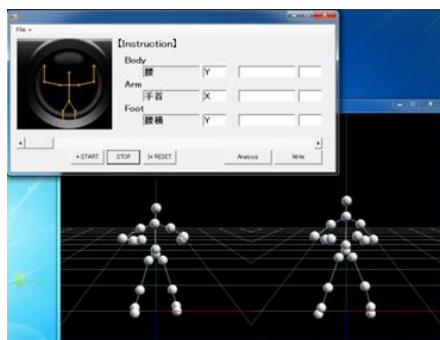 File
【Instruction】
Body
腰 Y
Arm
手首 X
Foot
腰横 Y
START STOP RESET Analysis Write